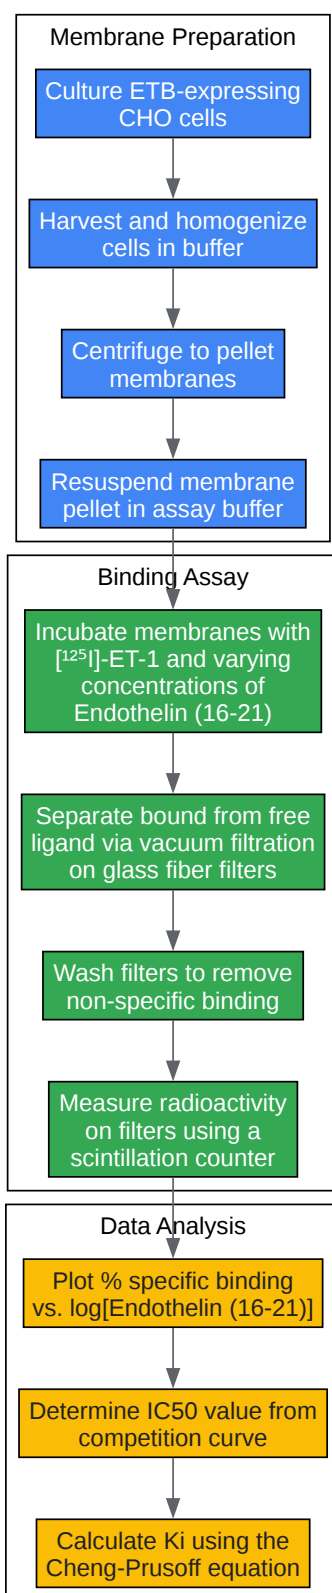 Membrane Preparation
Culture ETB-expressing
CHO cells
Harvest and homogenize
cells in buffer
Centrifuge to pellet
membranes
Resuspend membrane
pellet in assay buffer
Binding Assay
Incubate membranes with
[¹²⁵I]-ET-1 and varying
concentrations of
Endothelin (16-21)
Separate bound from free
ligand via vacuum filtration
on glass fiber filters
Wash filters to remove
non-specific binding
Measure radioactivity
on filters using a
scintillation counter
Data Analysis
Plot % specific binding
vs. log[Endothelin (16-21)]
Determine IC50 value from
competition curve
Calculate Ki using the
Cheng-Prusoff equation